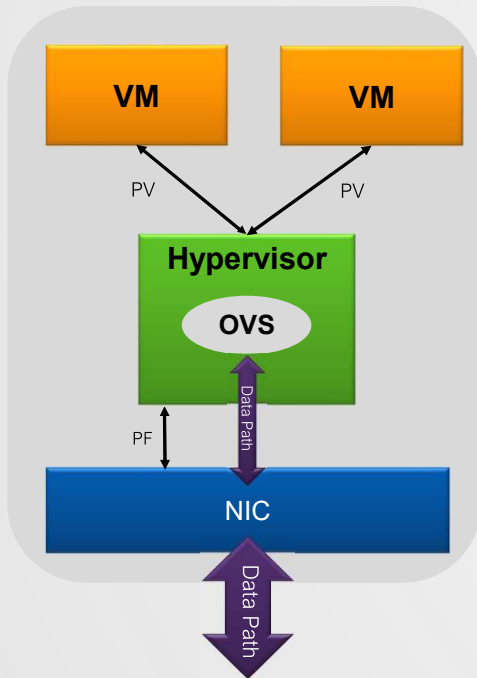 VM
VM
PV
PV
Hypervisor
OVS
Data Path
PF
NIC
Data Path